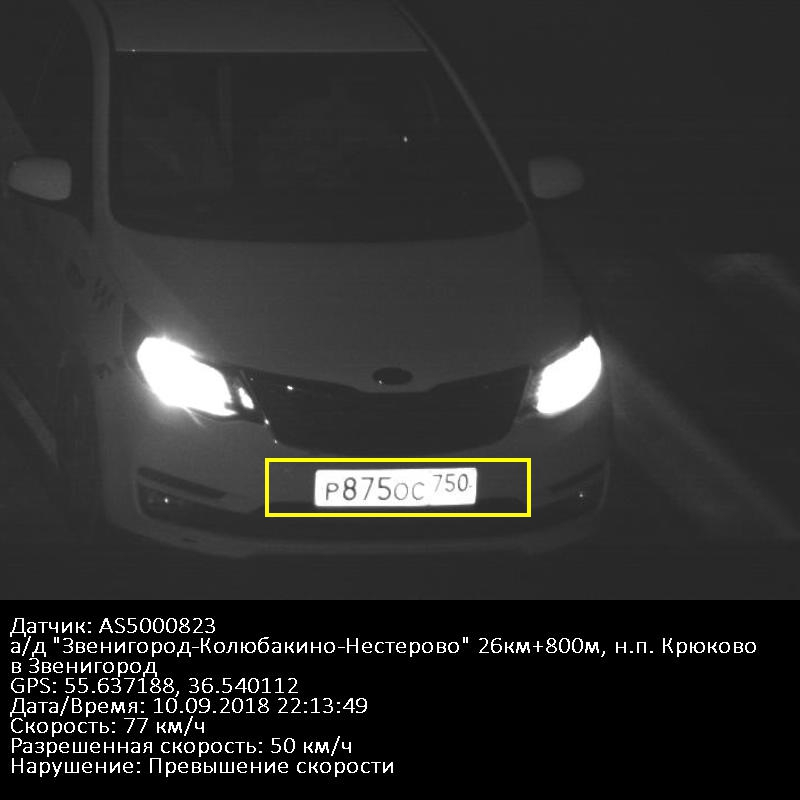 Р875ОС 750
Датчик: AS5000823
а/д "Звенигород-Колюбакино-Нестерово" 26км+800м, н.п. Крюково
в Звенигород
GPS: 55.637188, 36.540112
Дата/Время: 10.09.2018 22:13:49
Скорость: 77 км/ч
Разрешенная скорость: 50 км/ч
Нарушение: Превышение скорости